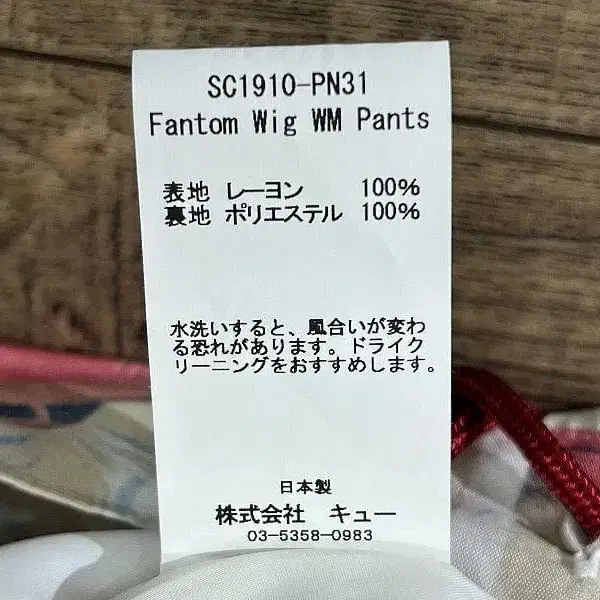 SC1910-PN31
Fantom Wig WM Pants
表地 レーヨン 100%
裏地 ポリエステル 100%
水洗いすると、風合いが変わ
る恐れがあります。ドライク
リーニングをおすすめします。
日本製
株式会社 キュー
03-5358-0983